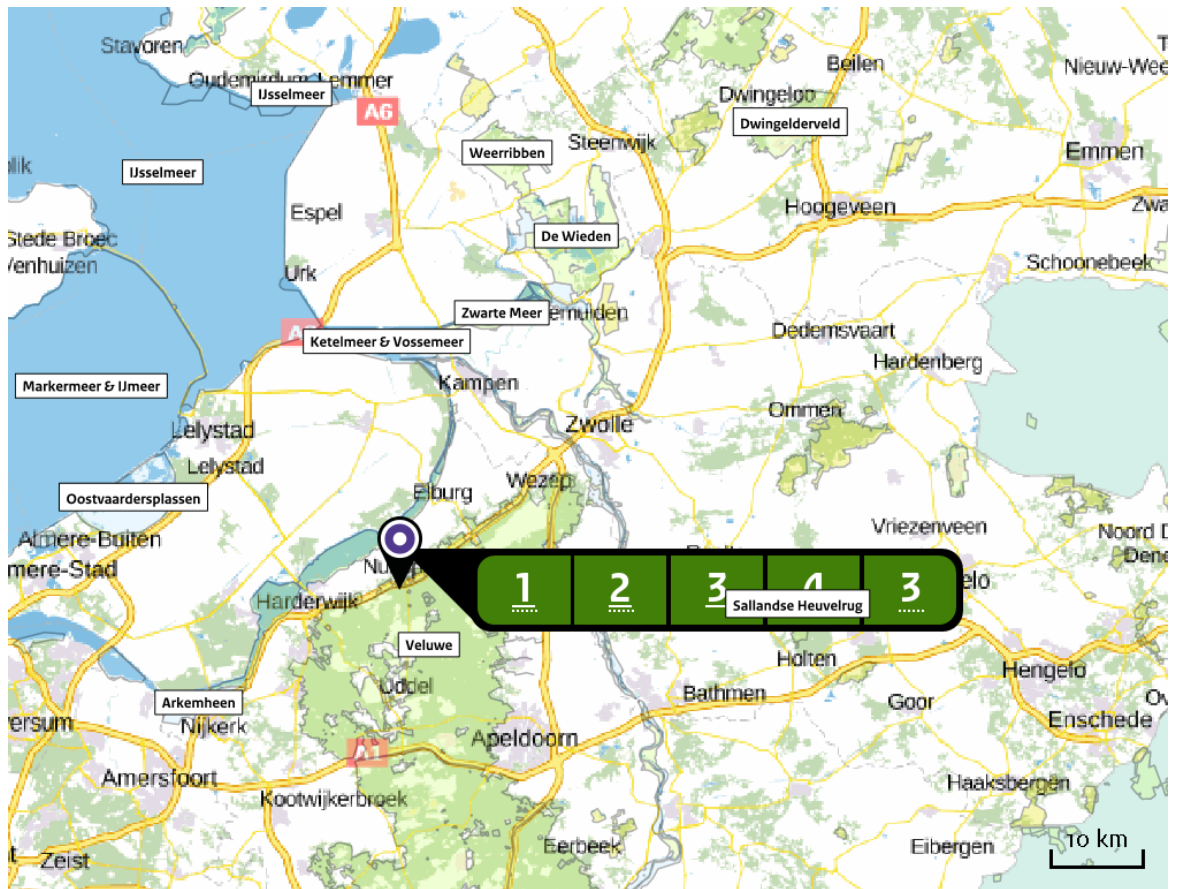 Stavoren
Oudemirdum Lemmer
IJsselmeer
A6
Beilen
Nieuw-Wee
Dwingeloo
Dwingelderveld
Steenwijk
Weerribben
Emmen
IJsselmeer
Espel
Hoogeveen
Stede Broec
Venhuizen
De Wieden
Urk
Schoonebeek
Zwarte Meer
Ketelmeer & Vossemeer
Dedemsvaart
Hardenberg
Markermeer & IJmeer
Kampen
Ommen
Lelystad
Zwolle
Lelystad
Wezep
Elburg
Oostvaardersplassen
Almere-Buiten
Vriezenveen
Noord D
Dene
mere-Stad
1 2 3 4 3
Harderwijk
Sallandse Heuvelrug
elo
Veluwe
Holten
Hengelo
Uddel
Bathmen
Goor
Arkemheen
Nijkerk
ersum
Enschede
Apeldoorn
A1
Amersfoort
Kootwijkerbroek
Haaksbergen
Eerbeek
Eibergen
10 km
Zeist